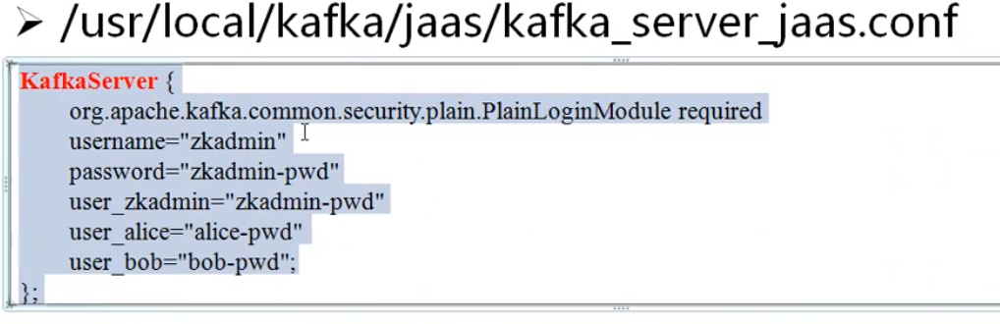 ➢ /usr/local/kafka/jaas/kafka_server_jaas.conf
KafkaServer {
org.apache.kafka.common.security.plain.PlainLoginModule required
username="zkadmin"
password="zkadmin-pwd"
user_zkadmin="zkadmin-pwd"
user_alice="alice-pwd"
user_bob="bob-pwd";
};